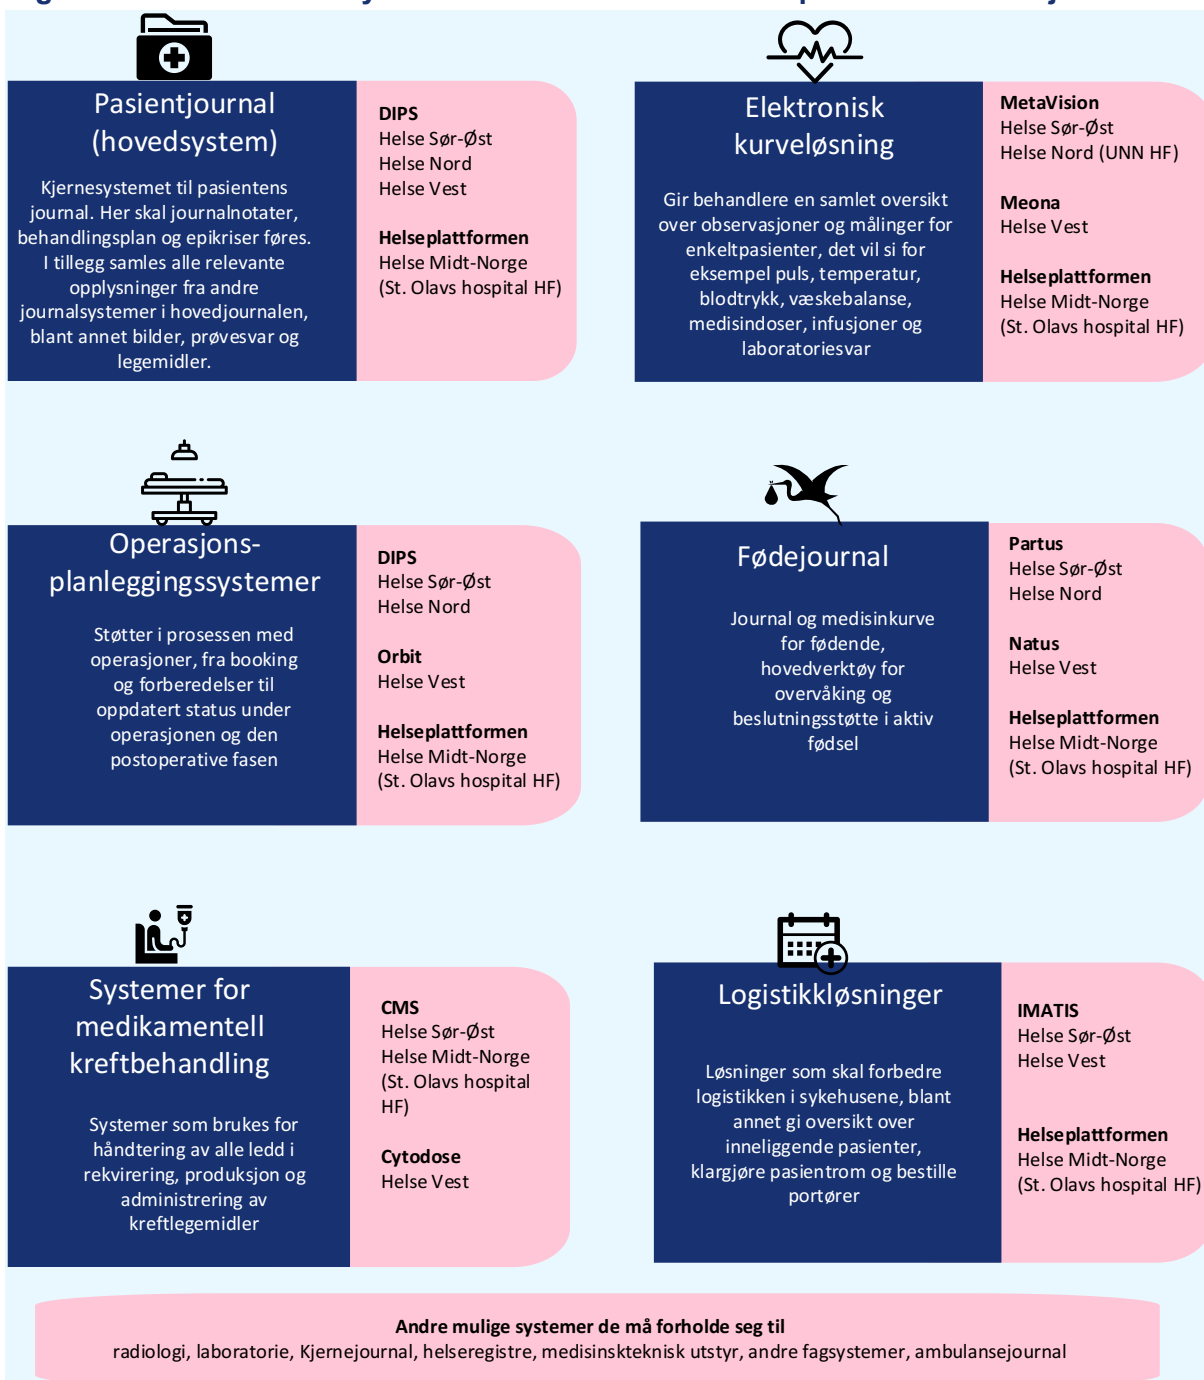 Pasientjournal
(hovedsystem)
Kjernesystemet til pasientens
journal. Her skal journalnotater,
behandlingsplan og epikriser føres.
I tillegg samles alle relevante
opplysninger fra andre
journalsystemer i hovedjournalen,
blant annet bilder, prøvesvar og
legemidler.
DIPS
Helse Sør-Øst
Helse Nord
Helse Vest
Helseplattformen
Helse Midt-Norge
(St. Olavs hospital HF)
Elektronisk
kurveløsning
Gir behandlere en samlet oversikt
over observasjoner og målinger for
enkeltpasienter, det vil si for
eksempel puls, temperatur,
blodtrykk, væskebalanse,
medisindoser, infusjoner og
laboratoriesvar
MetaVision
Helse Sør-Øst
Helse Nord (UNN HF)
Meona
Helse Vest
Helseplattformen
Helse Midt-Norge
(St. Olavs hospital HF)
Operasjons-
planleggingssystemer
Støtter i prosessen med
operasjoner, fra booking
og forberedelser til
oppdatert status under
operasjonen og den
postoperative fasen
DIPS
Helse Sør-Øst
Helse Nord
Orbit
Helse Vest
Helseplattformen
Helse Midt-Norge
(St. Olavs hospital HF)
Fødejournal
Journal og medisinkurve
for fødende,
hovedverktøy for
overvåking og
beslutningsstøtte i aktiv
fødsel
Partus
Helse Sør-Øst
Helse Nord
Natus
Helse Vest
Helseplattformen
Helse Midt-Norge
(St. Olavs hospital HF)
Systemer for
medikamentell
kreftbehandling
Systemer som brukes for
håndtering av alle ledd i
rekvirering, produksjon og
administrering av
kreftlegemidler
CMS
Helse Sør-Øst
Helse Midt-Norge
(St. Olavs hospital
HF)
Cytodose
Helse Vest
Logistikkløsninger
Løsninger som skal forbedre
logistikken i sykehusene, blant
annet gi oversikt over
inneliggende pasienter,
klargjøre pasientrom og bestille
portører
IMATIS
Helse Sør-Øst
Helse Vest
Helseplattformen
Helse Midt-Norge
(St. Olavs hospital HF)
Andre mulige systemer de må forholde seg til
radiologi, laboratorie, Kjernejournal, helseregistre, medisinskteknisk utstyr, andre fagsystemer, ambulansejournal